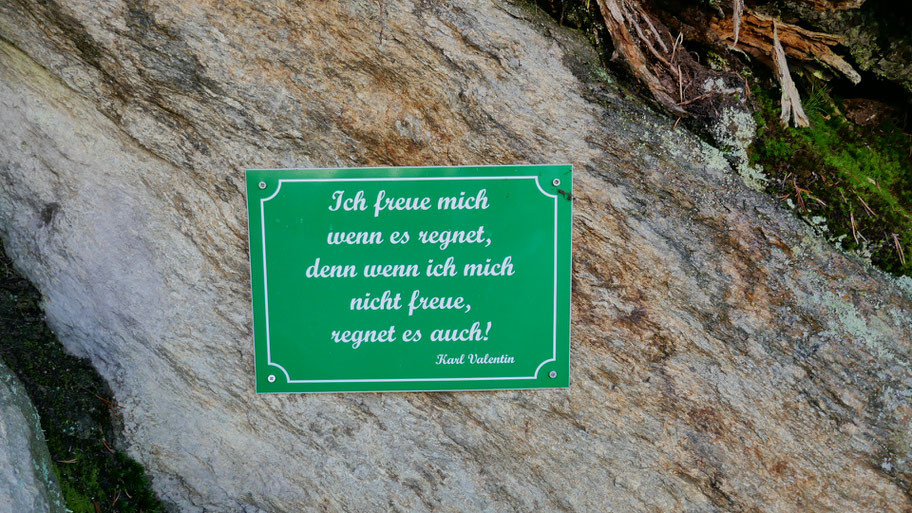 Ich freue mich
wenn es regnet,
denn wenn ich mich
nicht freue,
regnet es auch!
Karl Valentin